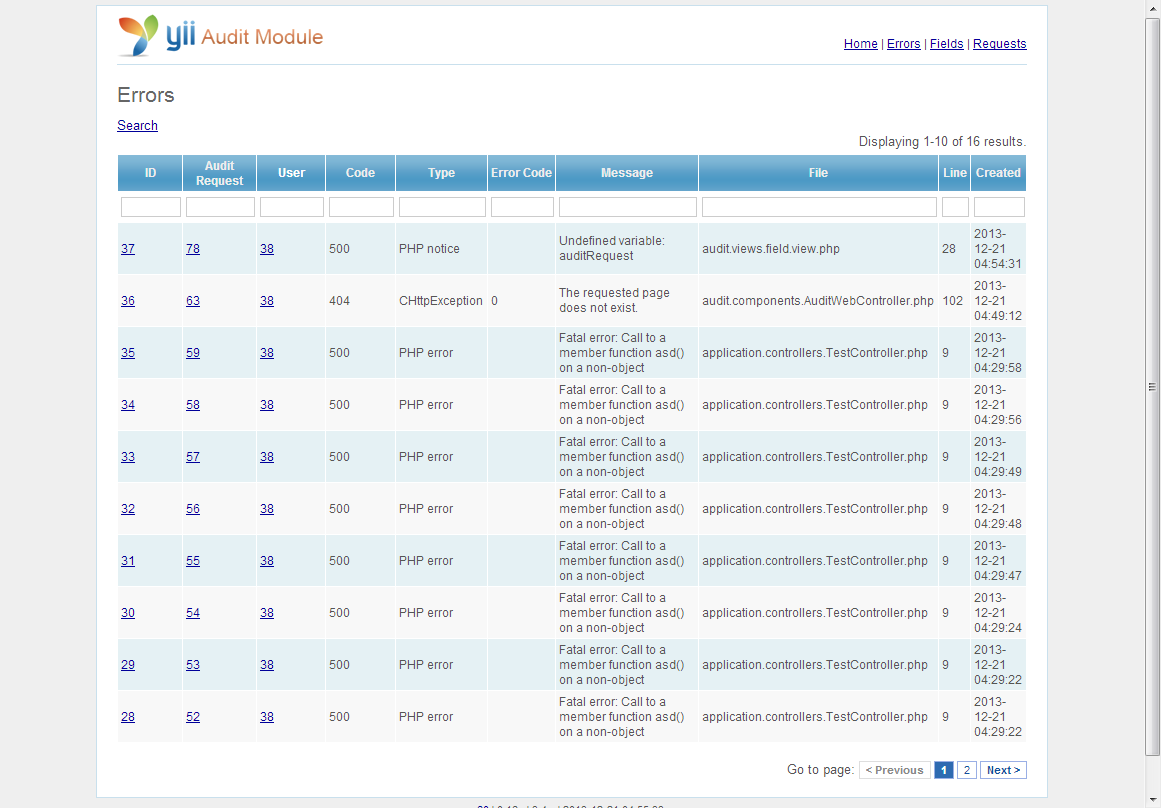 yii Audit Module
Home | Errors | Fields | Requests
Errors
Search
Displaying 1-10 of 16 results.
ID Audit Request User Code Type Error Code Message File Line Created
37 78 38 500 PHP notice Undefined variable: auditRequest audit.views.field.view.php 28 2013-12-21 04:54:31
36 63 38 404 CHttpException 0 The requested page does not exist. audit.components.AuditWebController.php 102 2013-12-21 04:49:12
35 59 38 500 PHP error Fatal error: Call to a member function asd() on a non-object application.controllers.TestController.php 9 2013-12-21 04:29:58
34 58 38 500 PHP error Fatal error: Call to a member function asd() on a non-object application.controllers.TestController.php 9 2013-12-21 04:29:56
33 57 38 500 PHP error Fatal error: Call to a member function asd() on a non-object application.controllers.TestController.php 9 2013-12-21 04:29:49
32 56 38 500 PHP error Fatal error: Call to a member function asd() on a non-object application.controllers.TestController.php 9 2013-12-21 04:29:48
31 55 38 500 PHP error Fatal error: Call to a member function asd() on a non-object application.controllers.TestController.php 9 2013-12-21 04:29:47
30 54 38 500 PHP error Fatal error: Call to a member function asd() on a non-object application.controllers.TestController.php 9 2013-12-21 04:29:24
29 53 38 500 PHP error Fatal error: Call to a member function asd() on a non-object application.controllers.TestController.php 9 2013-12-21 04:29:22
28 52 38 500 PHP error Fatal error: Call to a member function asd() on a non-object application.controllers.TestController.php 9 2013-12-21 04:29:22
Go to page: < Previous 1 2 Next >